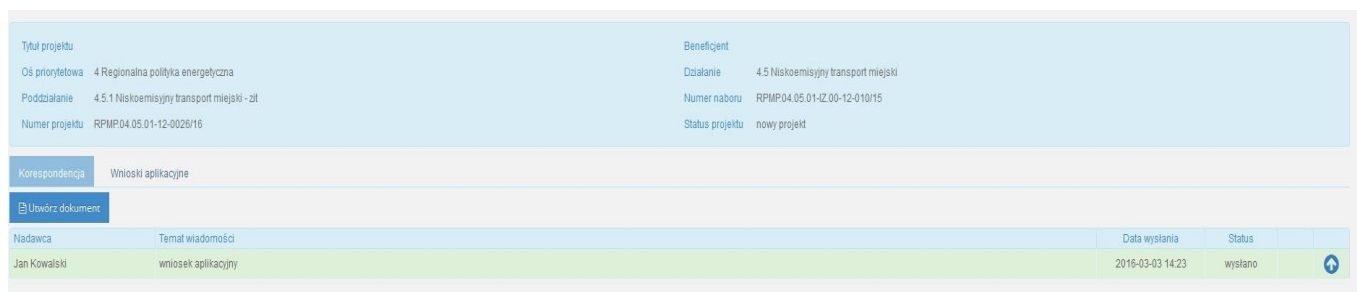 Tytuł projektu Beneficjent
Oś priorytetowa 4 Regionalna polityka energetyczna Działanie 4.5 Niskoemisyjny transport miejski
Poddziałanie 4.5.1 Niskoemisyjny transport miejski - zit Numer naboru RPMP.04.05.01-IZ.00-12-010/15
Numer projektu RPMP.04.05.01-12-0026/16 Status projektu nowy projekt
Korespondencja Wnioski aplikacyjne
Utwórz dokument
Nadawca Temat wiadomości Data wysłania Status
Jan Kowalski wniosek aplikacyjny 2016-03-03 14:23 wysłano